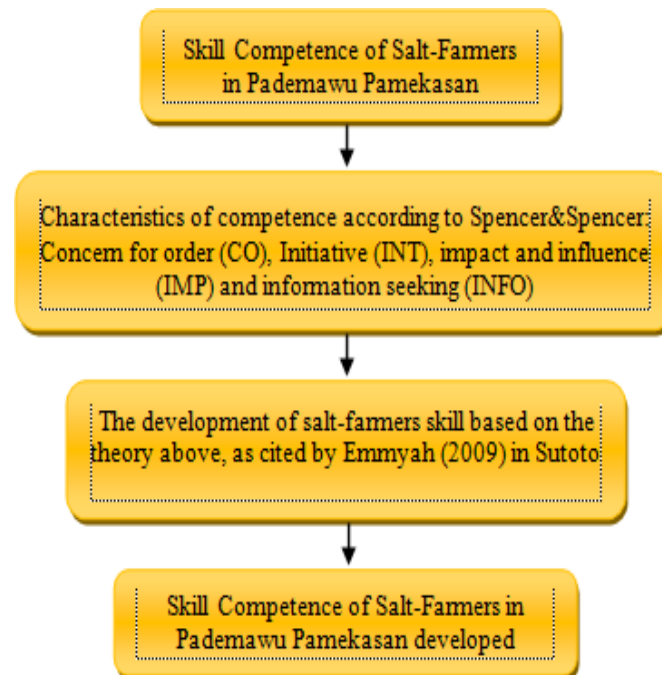 Skill Competence of Salt-Farmers
in Pademawu Pamekasan
Characteristics of competence according to Spencer&Spencer:
Concern for order (CO), Initiative (INT), impact and influence
(IMP) and information seeking (INFO)
The development of salt-farmers skill based on the
theory above, as cited by Emmyah (2009) in Sutoto
Skill Competence of Salt-Farmers in
Pademawu Pamekasan developed